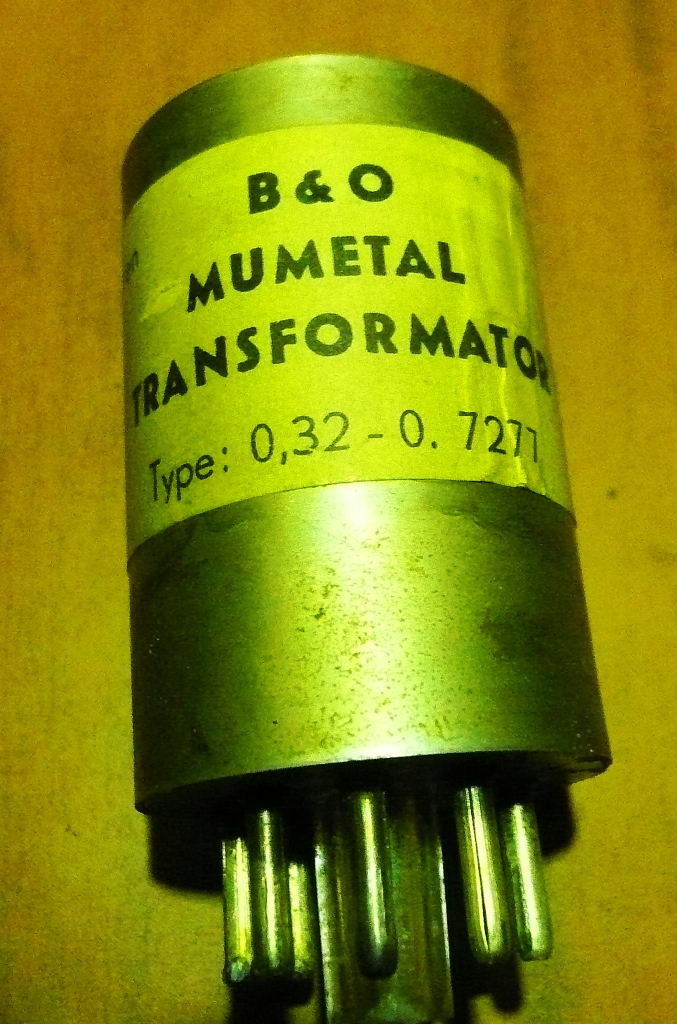 B & O
MUMETAL
TRANSFORMATOR
Type: 0,32 - 0. 7277